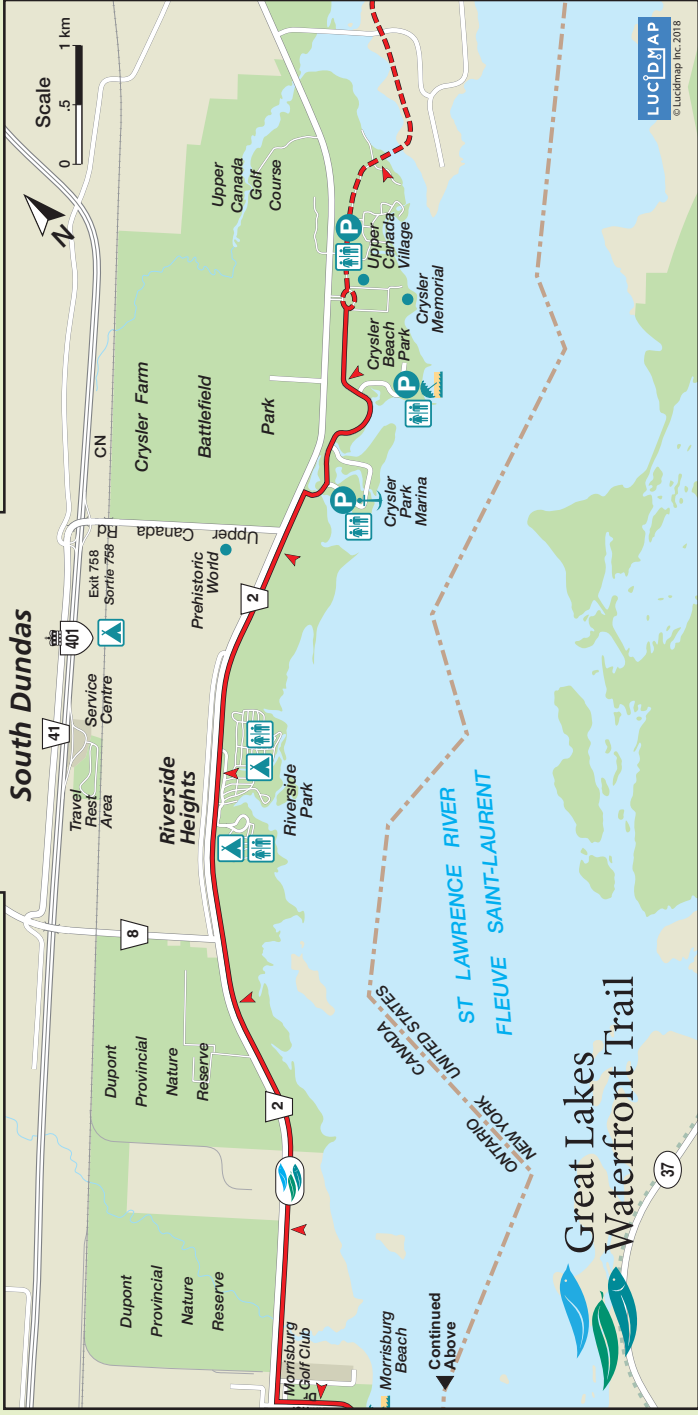 South Dundas
Scale
0
.5
1 km
N
41
Travel
Rest
Area
Service
Centre
401
Exit 758
Sortie 758
CN
8
Riverside
Heights
Prehistoric
World
Upper
Canada
Rd
Crysler Farm
Battlefield
Park
Upper
Canada
Golf
Course
Dupont
Provincial
Nature
Reserve
Dupont
Provincial
Nature
Reserve
2
2
Morrisburg
Golf Club
Morrisburg
Beach
Continued
Above
Riverside
Park
P
Crysler
Park
Marina
P
Crysler
Beach
Park
P
Upper
Canada
Village
Crysler
Memorial
ST LAWRENCE RIVER
FLEUVE SAINT-LAURENT
CANADA
UNITED STATES
ONTARIO
NEW YORK
37
Great Lakes
Waterfront Trail
LUCIDMAP
© Lucidmap Inc. 2018